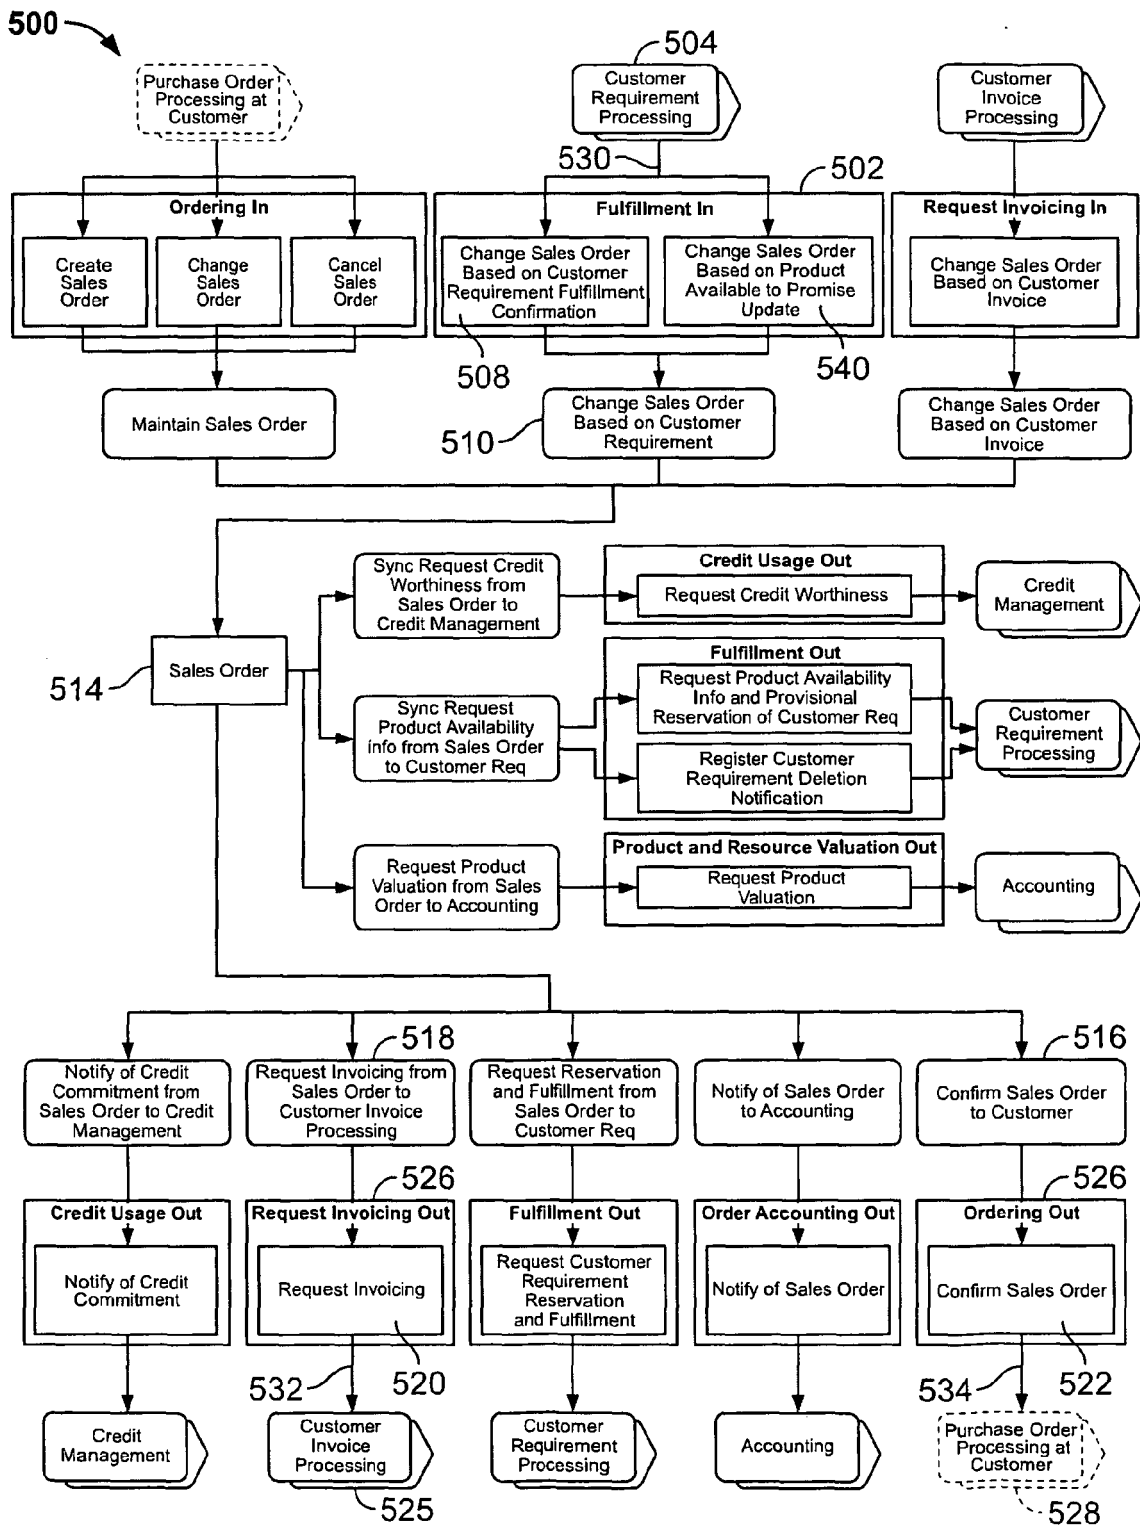 500
504
Purchase Order
Processing at
Customer
Customer
Requirement
Processing
Customer
Invoice
Processing
530
502
Ordering In
Create
Sales
Order
Change
Sales
Order
Cancel
Sales
Order
Fulfillment In
Change Sales Order
Based on Customer
Requirement Fulfillment
Confirmation
Change Sales Order
Based on Product
Available to Promise
Update
Request Invoicing In
Change Sales Order
Based on Customer
Invoice
508
540
Maintain Sales Order
510
Change Sales Order
Based on Customer
Requirement
Change Sales Order
Based on Customer
Invoice
514
Sales Order
Sync Request Credit
Worthiness from
Sales Order to
Credit Management
Credit Usage Out
Request Credit Worthiness
Credit
Management
Sync Request
Product Availability
info from Sales Order
to Customer Req
Fulfillment Out
Request Product Availability
Info and Provisional
Reservation of Customer Req
Register Customer
Requirement Deletion
Notification
Customer
Requirement
Processing
Request Product
Valuation from Sales
Order to Accounting
Product and Resource Valuation Out
Request Product
Valuation
Accounting
518
516
Notify of Credit
Commitment from
Sales Order to Credit
Management
Request Invoicing from
Sales Order to
Customer Invoice
Processing
Request Reservation
and Fulfillment from
Sales Order to
Customer Req
Notify of Sales Order
to Accounting
Confirm Sales Order
to Customer
526
526
Credit Usage Out
Notify of Credit
Commitment
Request Invoicing Out
Request Invoicing
Fulfillment Out
Request Customer
Requirement
Reservation
and Fulfillment
Order Accounting Out
Notify of Sales Order
Ordering Out
Confirm Sales Order
532
520
534
522
Credit
Management
Customer
Invoice
Processing
Customer
Requirement
Processing
Accounting
Purchase Order
Processing at
Customer
525
528